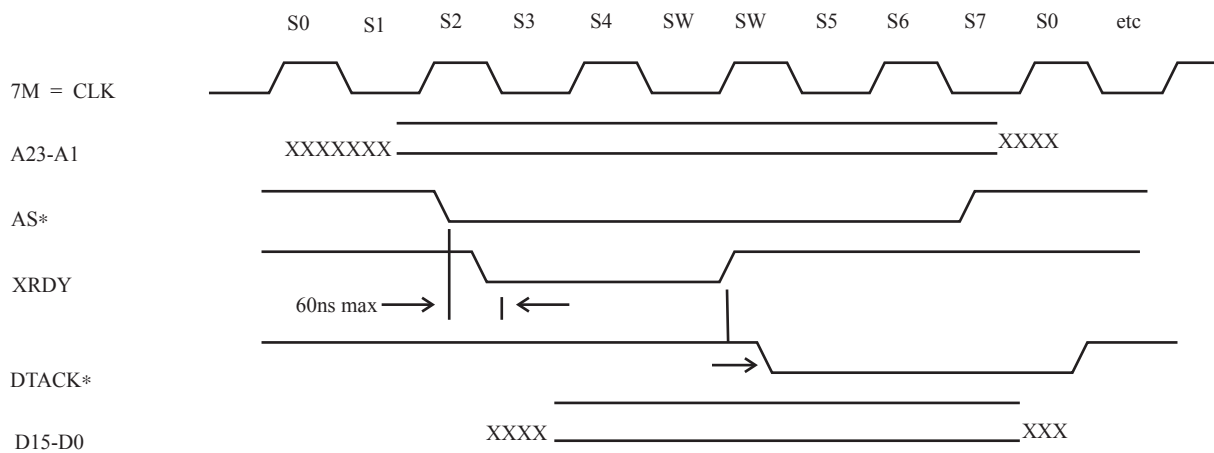 S0 S1 S2 S3 S4 SW SW S5 S6 S7 S0 etc
7M = CLK
A23-A1 XXXXXXX XXXX
AS*
XRDY
60ns max
DTACK*
D15-D0 XXXX XXX